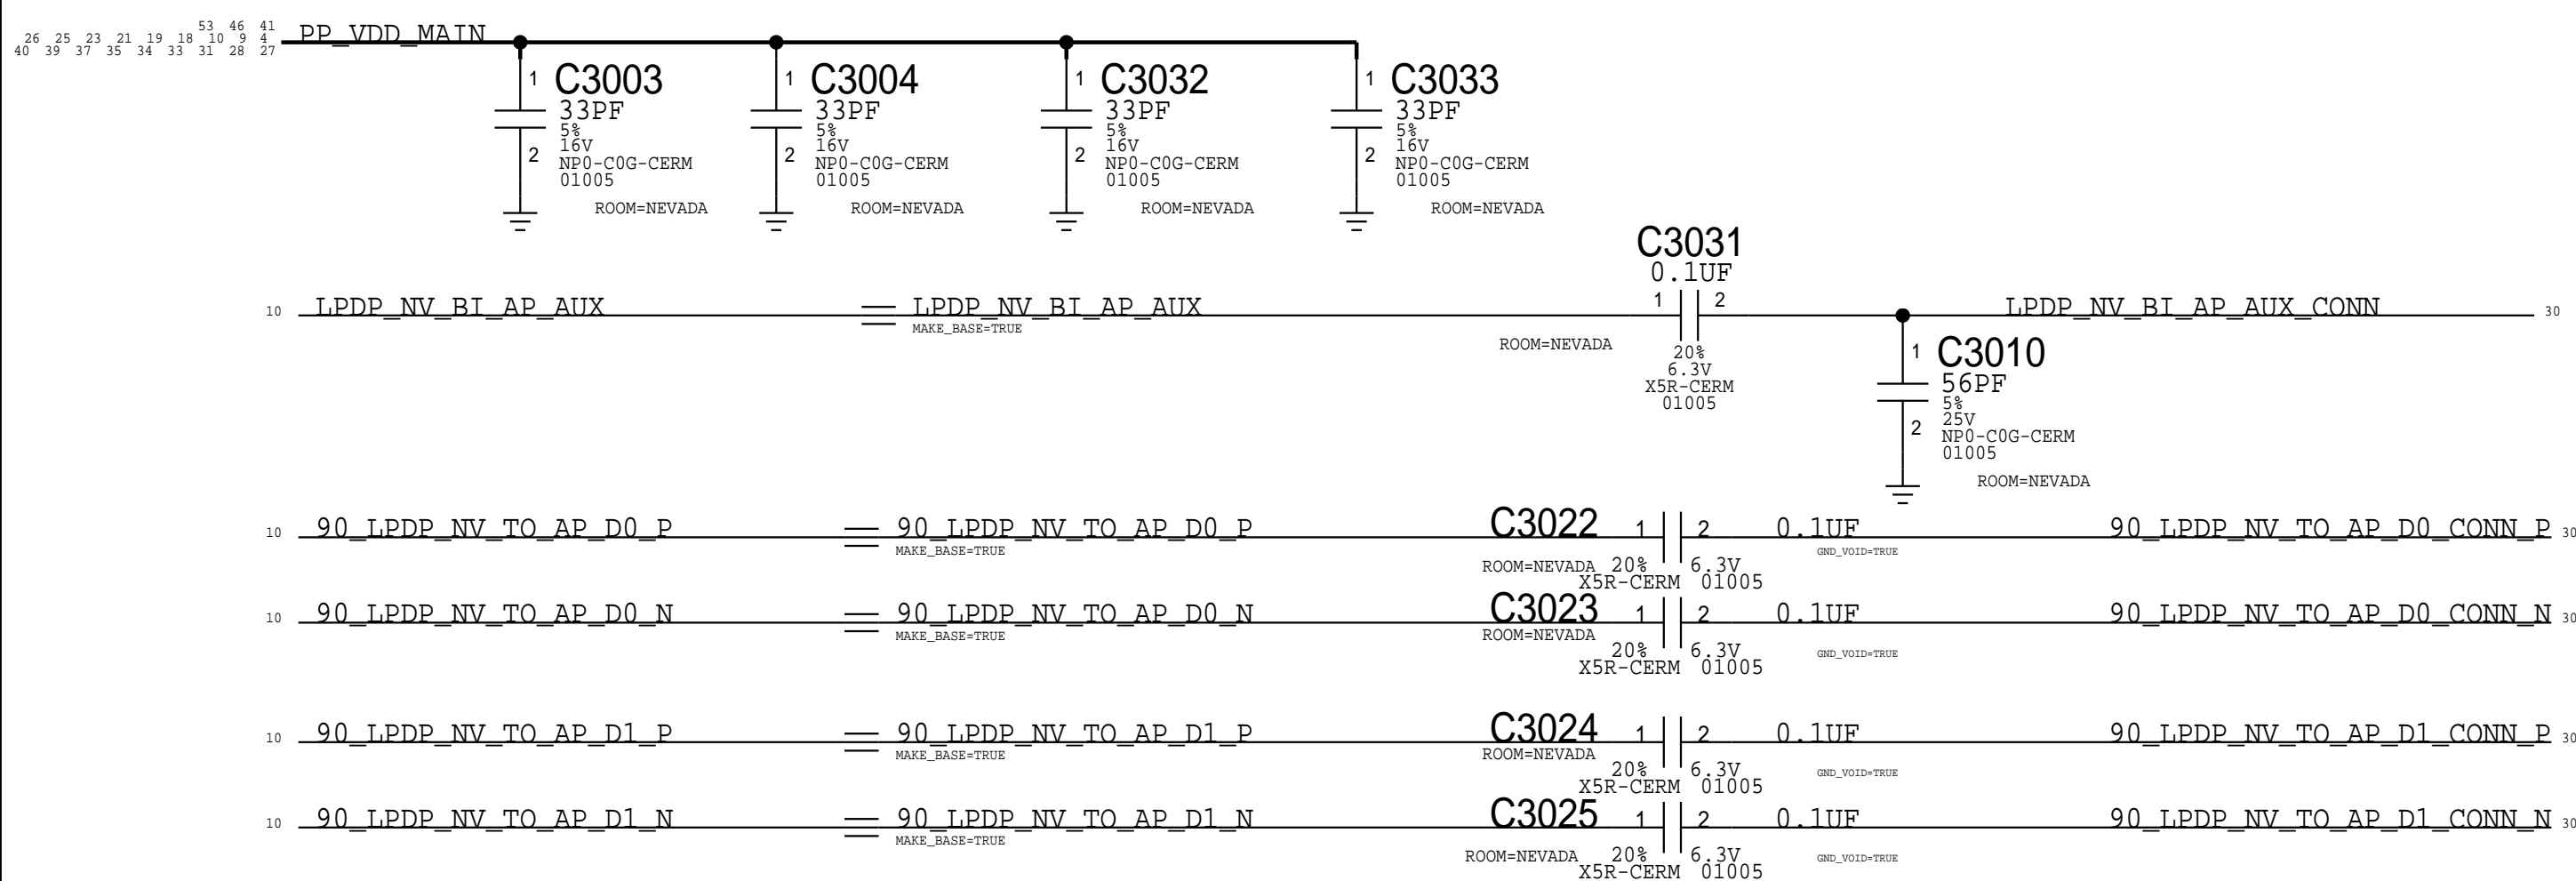 53 46 41
26 25 23 21 19 18 10 9 4
40 39 37 35 34 33 31 28 27
PP_VDD_MAIN
1 C3003
33PF
5%
16V
2
NP0-C0G-CERM
01005
ROOM=NEVADA
1 C3004
33PF
5%
16V
2
NP0-C0G-CERM
01005
ROOM=NEVADA
1 C3032
33PF
5%
16V
2
NP0-C0G-CERM
01005
ROOM=NEVADA
1 C3033
33PF
5%
16V
2
NP0-C0G-CERM
01005
ROOM=NEVADA
C3031
0.1UF
1 2
10 LPDP_NV_BI_AP_AUX LPDP_NV_BI_AP_AUX LPDP_NV_BI_AP_AUX_CONN 30
MAKE_BASE=TRUE
ROOM=NEVADA
20%
6.3V
X5R-CERM
01005
1 C3010
56PF
5%
25V
2
NP0-C0G-CERM
01005
ROOM=NEVADA
10 90_LPDP_NV_TO_AP_D0_P 90_LPDP_NV_TO_AP_D0_P C3022 1 2 0.1UF 90_LPDP_NV_TO_AP_D0_CONN_P 30
MAKE_BASE=TRUE GND_VOID=TRUE
ROOM=NEVADA 20% 6.3V
X5R-CERM 01005
10 90_LPDP_NV_TO_AP_D0_N 90_LPDP_NV_TO_AP_D0_N C3023 1 2 0.1UF 90_LPDP_NV_TO_AP_D0_CONN_N 30
MAKE_BASE=TRUE ROOM=NEVADA
20% 6.3V GND_VOID=TRUE
X5R-CERM 01005
10 90_LPDP_NV_TO_AP_D1_P 90_LPDP_NV_TO_AP_D1_P C3024 1 2 0.1UF 90_LPDP_NV_TO_AP_D1_CONN_P 30
MAKE_BASE=TRUE ROOM=NEVADA
20% 6.3V GND_VOID=TRUE
X5R-CERM 01005
10 90_LPDP_NV_TO_AP_D1_N 90_LPDP_NV_TO_AP_D1_N C3025 1 2 0.1UF 90_LPDP_NV_TO_AP_D1_CONN_N 30
MAKE_BASE=TRUE
ROOM=NEVADA 20% 6.3V GND_VOID=TRUE
X5R-CERM 01005